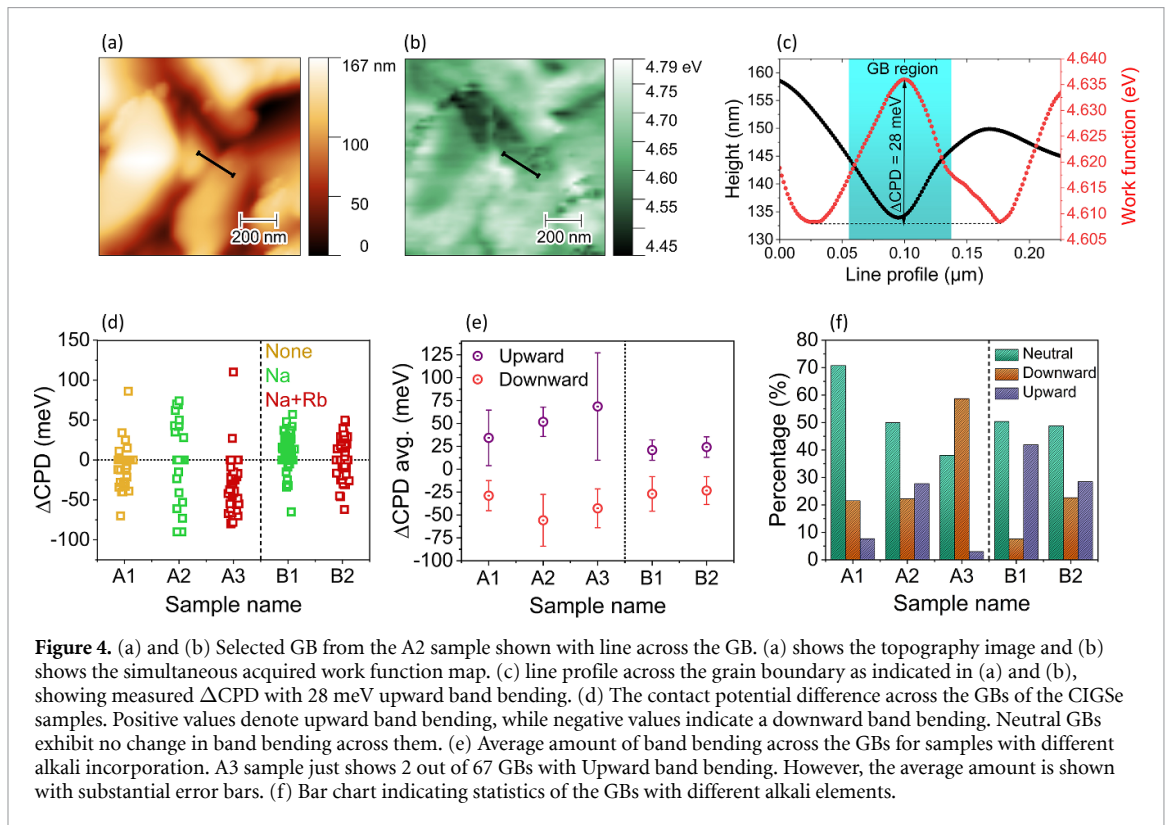 (a)
167 nm
100
50
0
200 nm
(b)
4.79 eV
4.65
4.60
4.55
4.45
200 nm
(c)
GB region
ΔCPD = 28 meV
160
155
150
145
140
135
130
Height (nm)
4.640
4.635
4.630
4.625
4.620
4.615
4.610
4.605
Work function (eV)
0.00 0.05 0.10 0.15 0.20
Line profile (µm)
(d)
150
100
50
0
-50
-100
ΔCPD (meV)
None
Na
Na+Rb
A1 A2 A3 B1 B2
Sample name
(e)
125
100
75
50
25
0
-25
-50
-75
-100
ΔCPD avg. (meV)
Upward
Downward
A1 A2 A3 B1 B2
Sample name
(f)
80
70
60
50
40
30
20
10
0
Percentage (%)
Neutral
Downward
Upward
A1 A2 A3 B1 B2
Sample name
Figure 4. (a) and (b) Selected GB from the A2 sample shown with line across the GB. (a) shows the topography image and (b)
shows the simultaneous acquired work function map. (c) line profile across the grain boundary as indicated in (a) and (b),
showing measured ΔCPD with 28 meV upward band bending. (d) The contact potential difference across the GBs of the CIGSe
samples. Positive values denote upward band bending, while negative values indicate a downward band bending. Neutral GBs
exhibit no change in band bending across them. (e) Average amount of band bending across the GBs for samples with different
alkali incorporation. A3 sample just shows 2 out of 67 GBs with Upward band bending. However, the average amount is shown
with substantial error bars. (f) Bar chart indicating statistics of the GBs with different alkali elements.